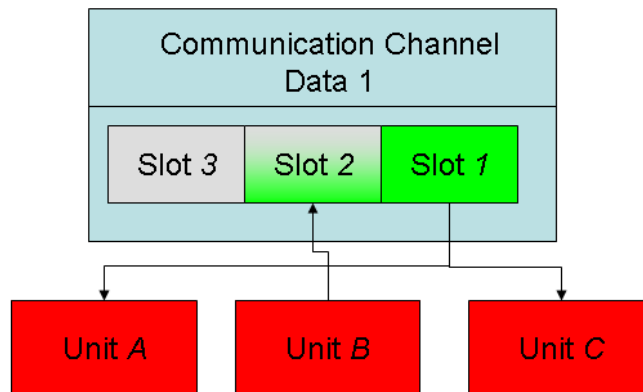 Communication Channel
Data 1
Slot 3 Slot 2 Slot 1
Unit A Unit B Unit C